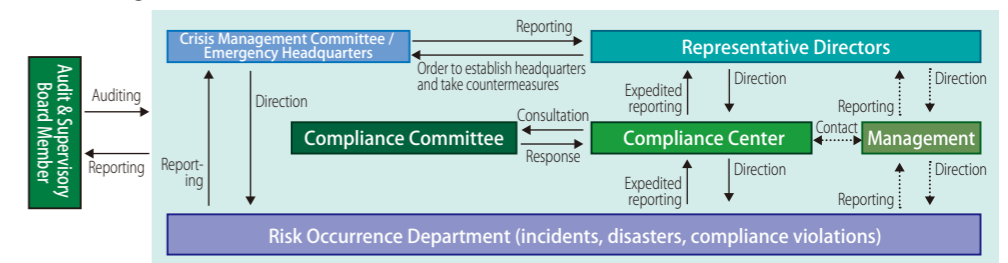 Reporting
Crisis Management Committee /
Emergency Headquarters
Representative Directors
Order to establish headquarters
and take countermeasures
Audit & Supervisory
Board Member
Auditing
Reporting
Direction
Report-
ing
Expedited
reporting
Direction
Reporting
Direction
Consultation
Compliance Committee
Response
Compliance Center
Contact
Management
Expedited
reporting
Direction
Reporting
Direction
Risk Occurrence Department (incidents, disasters, compliance violations)